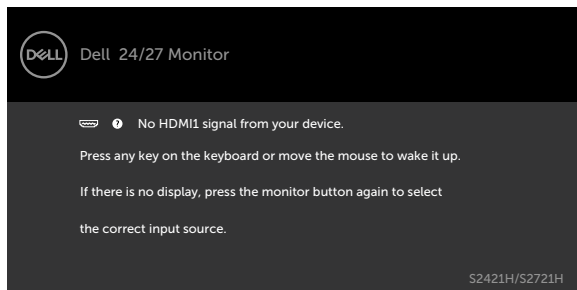 DELL
Dell 24/27 Monitor
? No HDMI1 signal from your device.
Press any key on the keyboard or move the mouse to wake it up.
If there is no display, press the monitor button again to select
the correct input source.
S2421H/S2721H